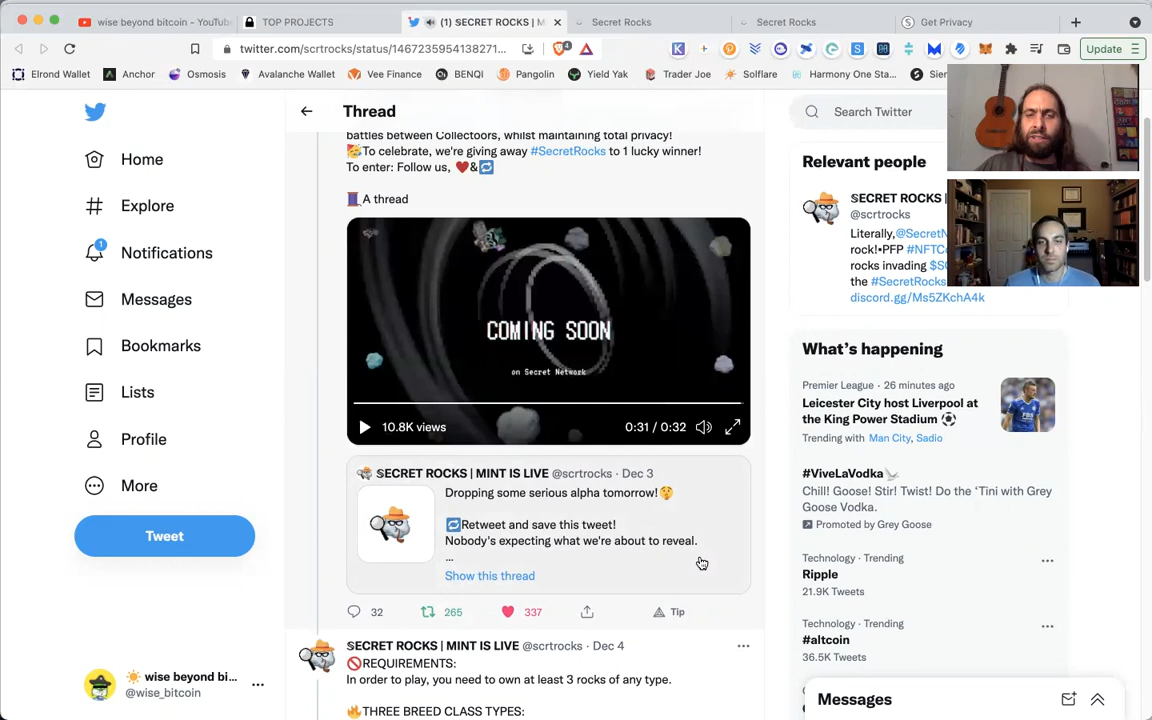 wise beyond bitcoin - YouTu
TOP PROJECTS
(1) SECRET ROCKS | M
Secret Rocks
Secret Rocks
Get Privacy
twitter.com/scrtrocks/status/1467235954138271...
4
Update
Elrond Wallet
Anchor
Osmosis
Avalanche Wallet
Vee Finance
BENQI
Pangolin
Yield Yak
Trader Joe
Solflare
Harmony One Sta...
Sien
Home
Explore
1
Notifications
Messages
Bookmarks
Lists
Profile
More
Tweet
wise beyond bi...
@wise_bitcoin
Thread
battles between Collectoors, whilst maintaining total privacy!
🥳To celebrate, we're giving away #SecretRocks to 1 lucky winner!
To enter: Follow us, ❤️&🔁
🧵A thread
COMING SOON
on Secret Network
10.8K views
0:31 / 0:32
SECRET ROCKS | MINT IS LIVE @scrtrocks · Dec 3
Dropping some serious alpha tomorrow!🤫
🔁Retweet and save this tweet!
Nobody's expecting what we're about to reveal.
...
Show this thread
32
265
337
Tip
SECRET ROCKS | MINT IS LIVE @scrtrocks · Dec 4
🚫REQUIREMENTS:
In order to play, you need to own at least 3 rocks of any type.
🔥THREE BREED CLASS TYPES:
Search Twitter
Relevant people
SECRET ROCKS |
@scrtrocks
Literally,@SecretN
rock!•PFP #NFTC
rocks invading $S
the #SecretRocks
discord.gg/Ms5ZKchA4k
What's happening
Premier League · 26 minutes ago
Leicester City host Liverpool at
the King Power Stadium ⚽
Trending with Man City, Sadio
#ViveLaVodka
Chill! Goose! Stir! Twist! Do the 'Tini with Grey
Goose Vodka.
Promoted by Grey Goose
Technology · Trending
Ripple
21.9K Tweets
Technology · Trending
#altcoin
36.5K Tweets
Messages